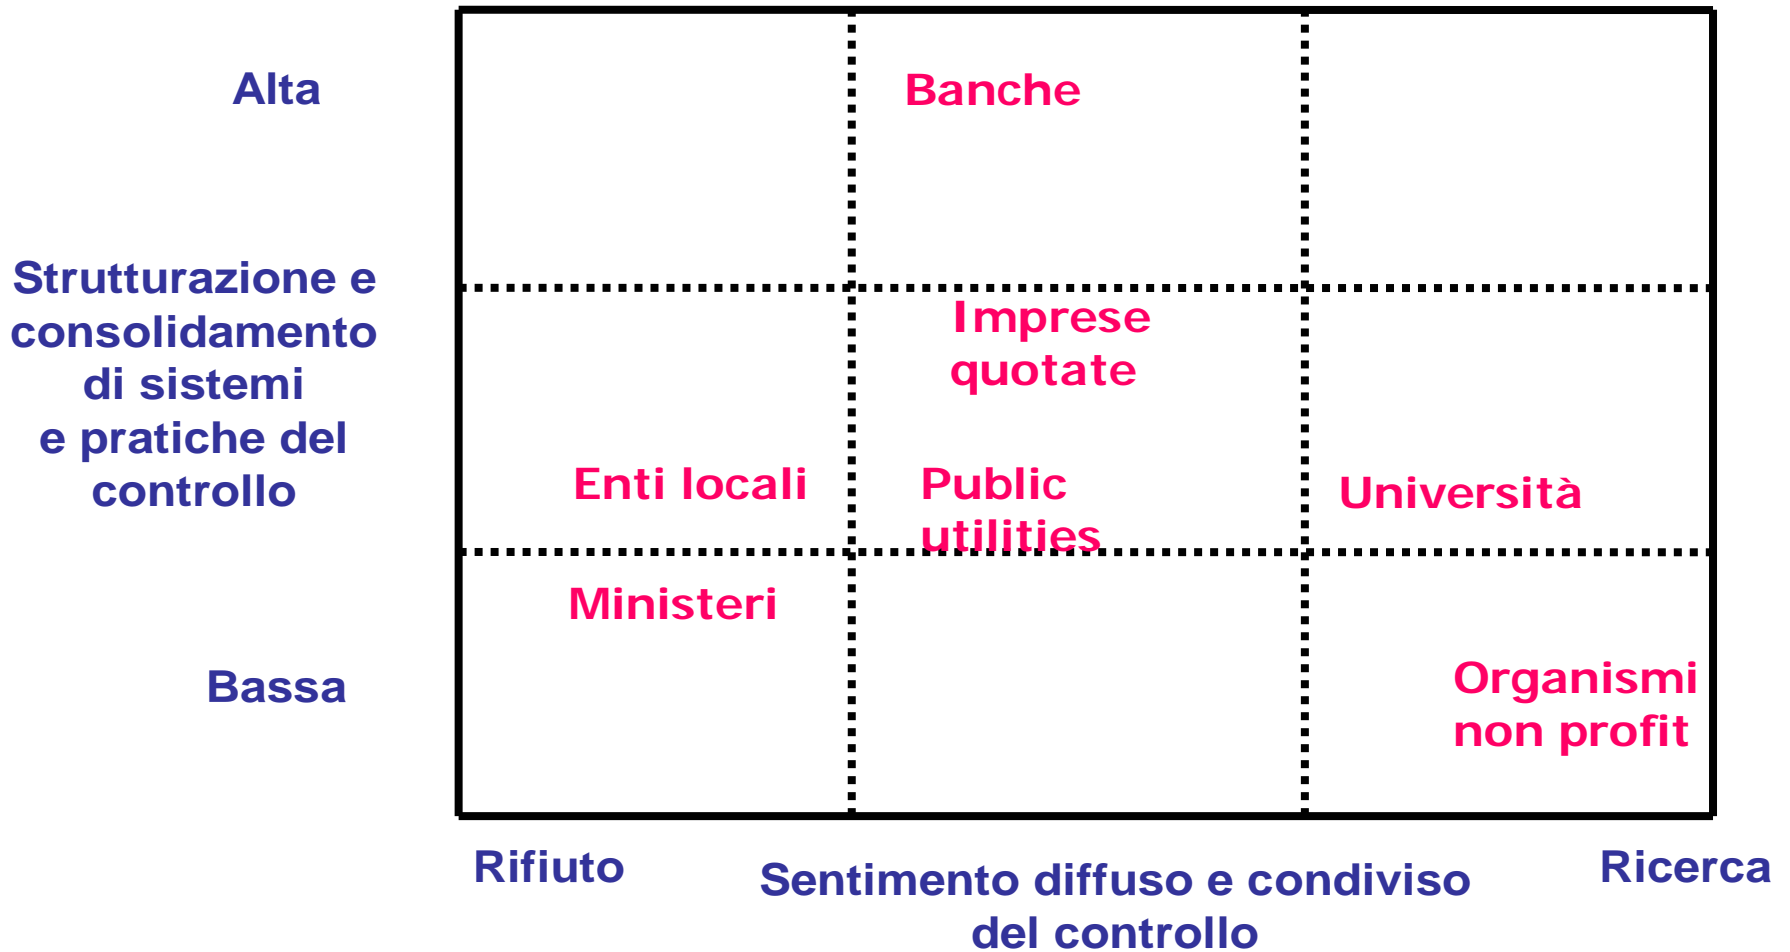 Alta
Banche
Strutturazione e
consolidamento
di sistemi
e pratiche del
controllo
Imprese
quotate
Enti locali
Public
utilities
Università
Ministeri
Bassa
Organismi
non profit
Rifiuto
Sentimento diffuso e condiviso
del controllo
Ricerca